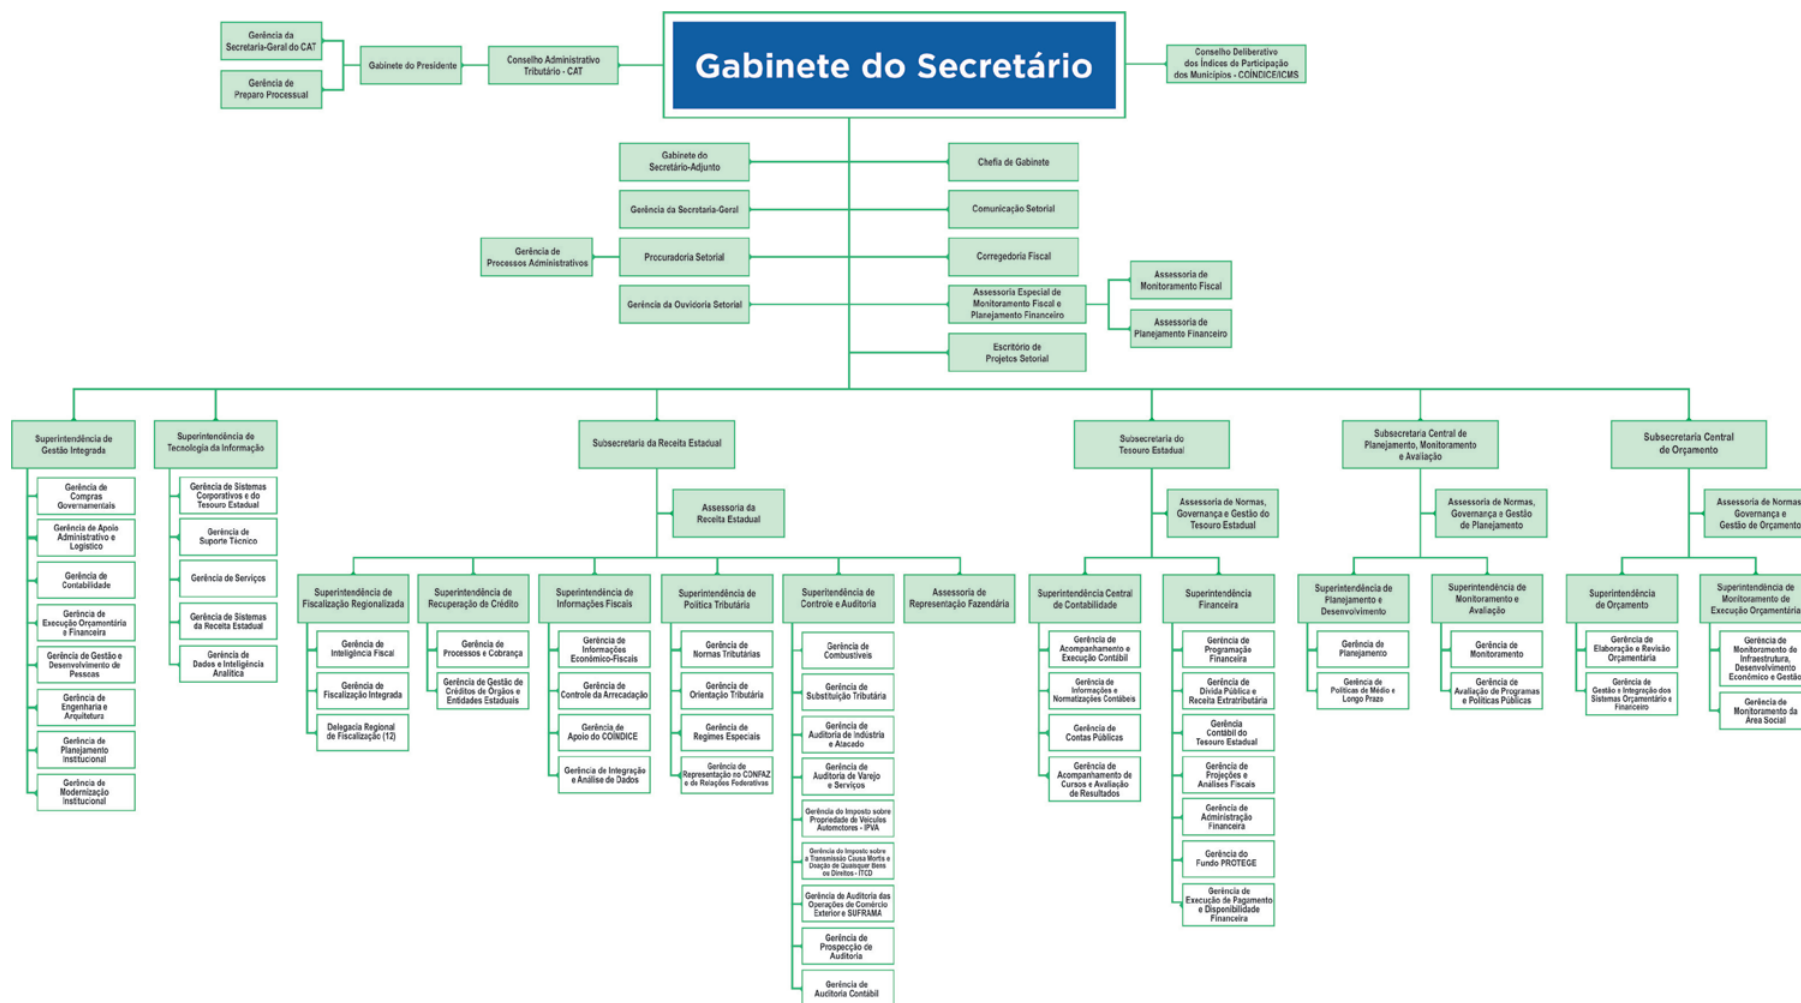 Gabinete do Secretário
Gerência da
Secretaria-Geral do CAT
Gerência de
Preparo Processual
Gabinete do Presidente
Conselho Administrativo
Tributário - CAT
Conselho Deliberativo
dos Índices de Participação
dos Municípios - COÍNDICE/ICMS
Gabinete do
Secretário-Adjunto
Chefia de Gabinete
Gerência da Secretaria-Geral
Comunicação Setorial
Gerência de
Processos Administrativos
Procuradoria Setorial
Corregedoria Fiscal
Gerência da Ouvidoria Setorial
Assessoria Especial de
Monitoramento Fiscal e
Planejamento Financeiro
Assessoria de
Monitoramento Fiscal
Assessoria de
Planejamento Financeiro
Escritório de
Projetos Setorial
Superintendência de
Gestão Integrada
Gerência de
Compras
Governamentais
Gerência de Apoio
Administrativo e
Logístico
Gerência de
Contabilidade
Gerência de
Execução Orçamentária
e Financeira
Gerência de Gestão e
Desenvolvimento de
Pessoas
Gerência de
Engenharia e
Arquitetura
Gerência de
Planejamento
Institucional
Gerência de
Modernização
Institucional
Superintendência de
Tecnologia da Informação
Gerência de Sistemas
Corporativos e do
Tesouro Estadual
Gerência de
Suporte Técnico
Gerência de Serviços
Gerência de Sistemas
da Receita Estadual
Gerência de
Dados e Inteligência
Analítica
Subsecretaria da Receita Estadual
Assessoria da
Receita Estadual
Superintendência de
Fiscalização Regionalizada
Gerência de
Inteligência Fiscal
Gerência de
Fiscalização Integrada
Delegacia Regional
de Fiscalização (12)
Superintendência de
Recuperação de Crédito
Gerência de
Processos e Cobrança
Gerência de Gestão de
Créditos de Órgãos e
Entidades Estaduais
Superintendência de
Informações Fiscais
Gerência de
Informações
Econômico-Fiscais
Gerência de
Controle da Arrecadação
Gerência de
Apoio do COÍNDICE
Gerência de Integração
e Análise de Dados
Superintendência de
Política Tributária
Gerência de
Normas Tributárias
Gerência de
Orientação Tributária
Gerência de
Regimes Especiais
Gerência de
Representação no CONFAZ
e de Relações Federativas
Superitendência de
Controle e Auditoria
Gerência de
Combustíveis
Gerência de
Substituição Tributária
Gerência de
Auditoria de Indústria
e Atacado
Gerência de
Auditoria de Varejo
e Serviços
Gerência do Imposto sobre
Propriedade de Veículos
Automotores - IPVA
Gerência do Imposto sobre
a Transmissão Causa Mortis e
Doação de Quaisquer Bens
ou Direitos - ITCD
Gerência de Auditoria das
Operações de Comércio
Exterior e SUFRAMA
Gerência de
Prospecção de
Auditoria
Gerência de
Auditoria Contábil
Assessoria de
Representação Fazendária
Subsecretaria do
Tesouro Estadual
Assessoria de Normas,
Governança e Gestão do
Tesouro Estadual
Superintendência Central
de Contabilidade
Gerência de
Acompanhamento e
Execução Contábil
Gerência de
Informações e
Normatizações Contábeis
Gerência de
Contas Públicas
Gerência de
Acompanhamento de
Cursos e Avaliação
de Resultados
Superintendência
Financeira
Gerência de
Programação
Financeira
Gerência de
Dívida Pública e
Receita Extratributária
Gerência
Contábil do
Tesouro Estadual
Gerência de
Projeções e
Análises Fiscais
Gerência de
Administração
Financeira
Gerência do
Fundo PROTEGE
Gerência de
Execução de Pagamento
e Disponibilidade
Financeira
Subsecretaria Central de
Planejamento, Monitoramento
e Avaliação
Assessoria de Normas,
Governança e Gestão
de Planejamento
Superintendência de
Planejamento e
Desenvolvimento
Gerência de
Planejamento
Gerência de
Políticas de Médio e
Longo Prazo
Superintendência de
Monitoramento e
Avaliação
Gerência de
Monitoramento
Gerência de
Avaliação de Programas
e Políticas Públicas
Subsecretaria Central
de Orçamento
Assessoria de Normas
Governança e
Gestão de Orçamento
Superintendência
de Orçamento
Gerência de
Elaboração e Revisão
Orçamentária
Gerência de
Gestão e Integração dos
Sistemas Orçamentário e
Financeiro
Superintendência de
Monitoramento de
Execução Orçamentária
Gerência de
Monitoramento de
Infraestrutura,
Desenvolvimento
Econômico e Gestão
Gerência de
Monitoramento da
Área Social